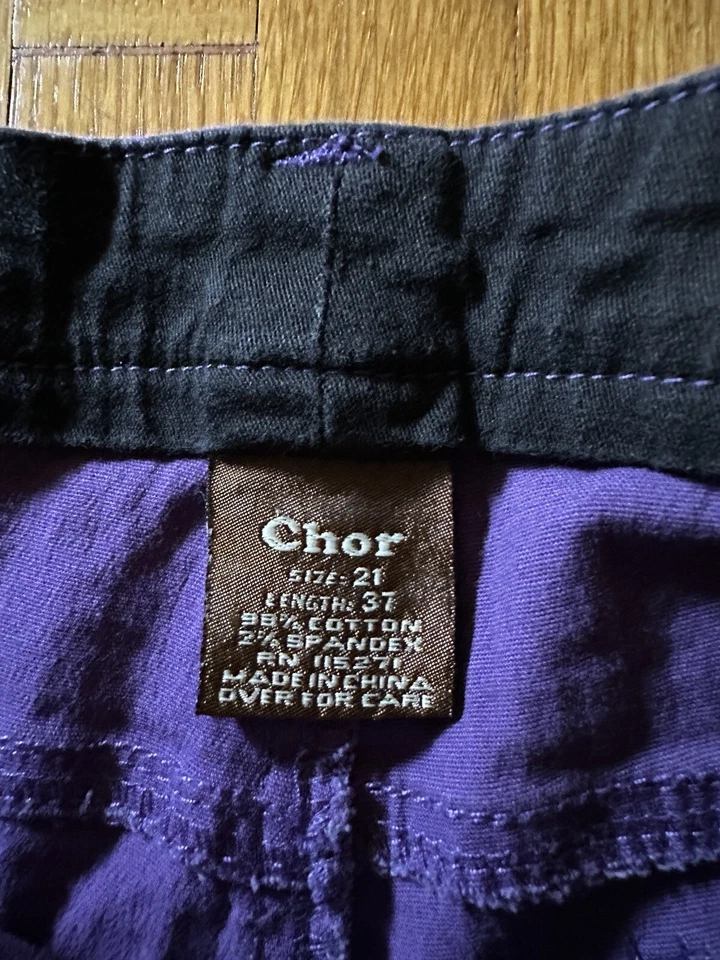 Chor
SIZE: 21
LENGTH: 37
98% COTTON
2% SPANDEX
RN 115271
MADE IN CHINA
OVER FOR CARE